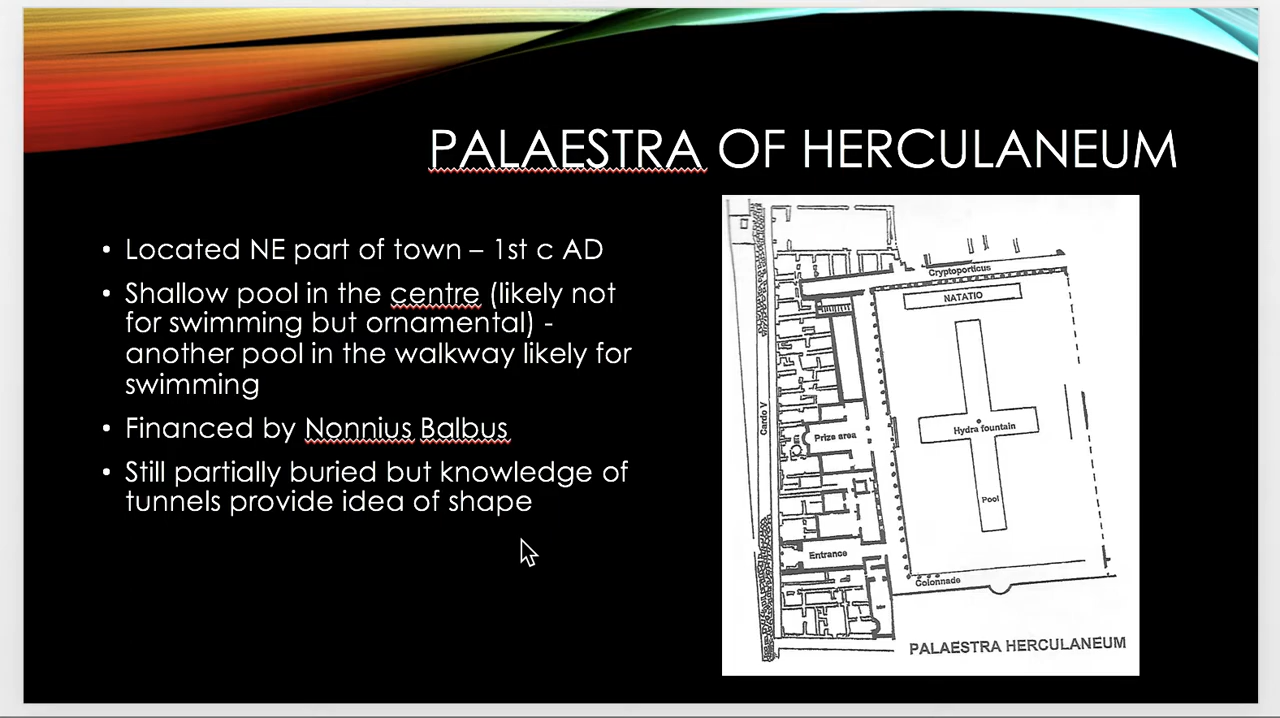 PALAESTRA OF HERCULANEUM
• Located NE part of town – 1st c AD
• Shallow pool in the centre (likely not
for swimming but ornamental) -
another pool in the walkway likely for
swimming
• Financed by Nonnius Balbus
• Still partially buried but knowledge of
tunnels provide idea of shape
Cryptoporticus
NATATIO
Cardo V
Prize area
Hydra fountain
Pool
Entrance
Colonnade
PALAESTRA HERCULANEUM